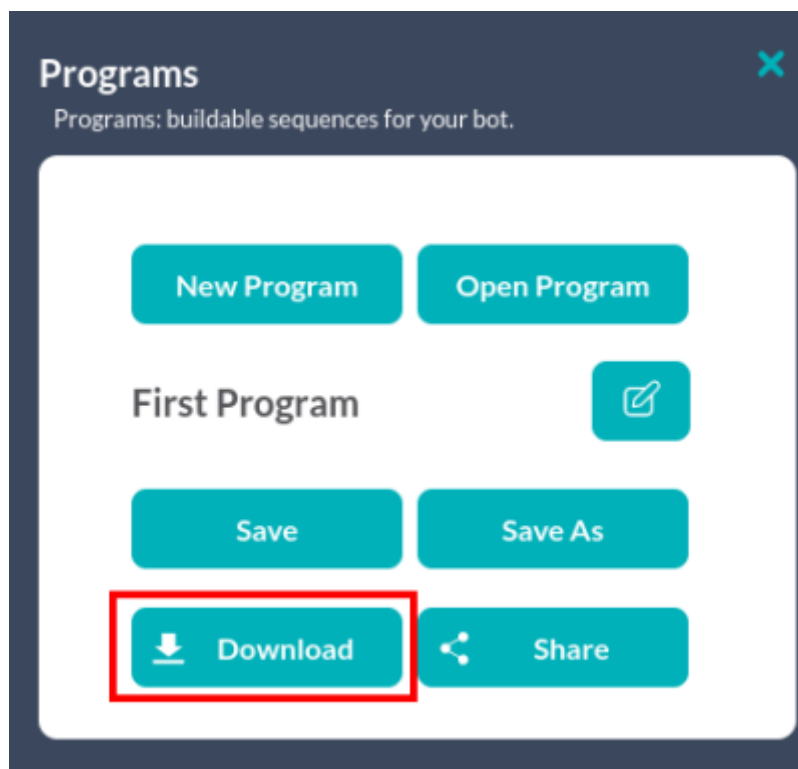 Programs
Programs: buildable sequences for your bot.
New Program
Open Program
First Program
Save
Save As
Download
Share